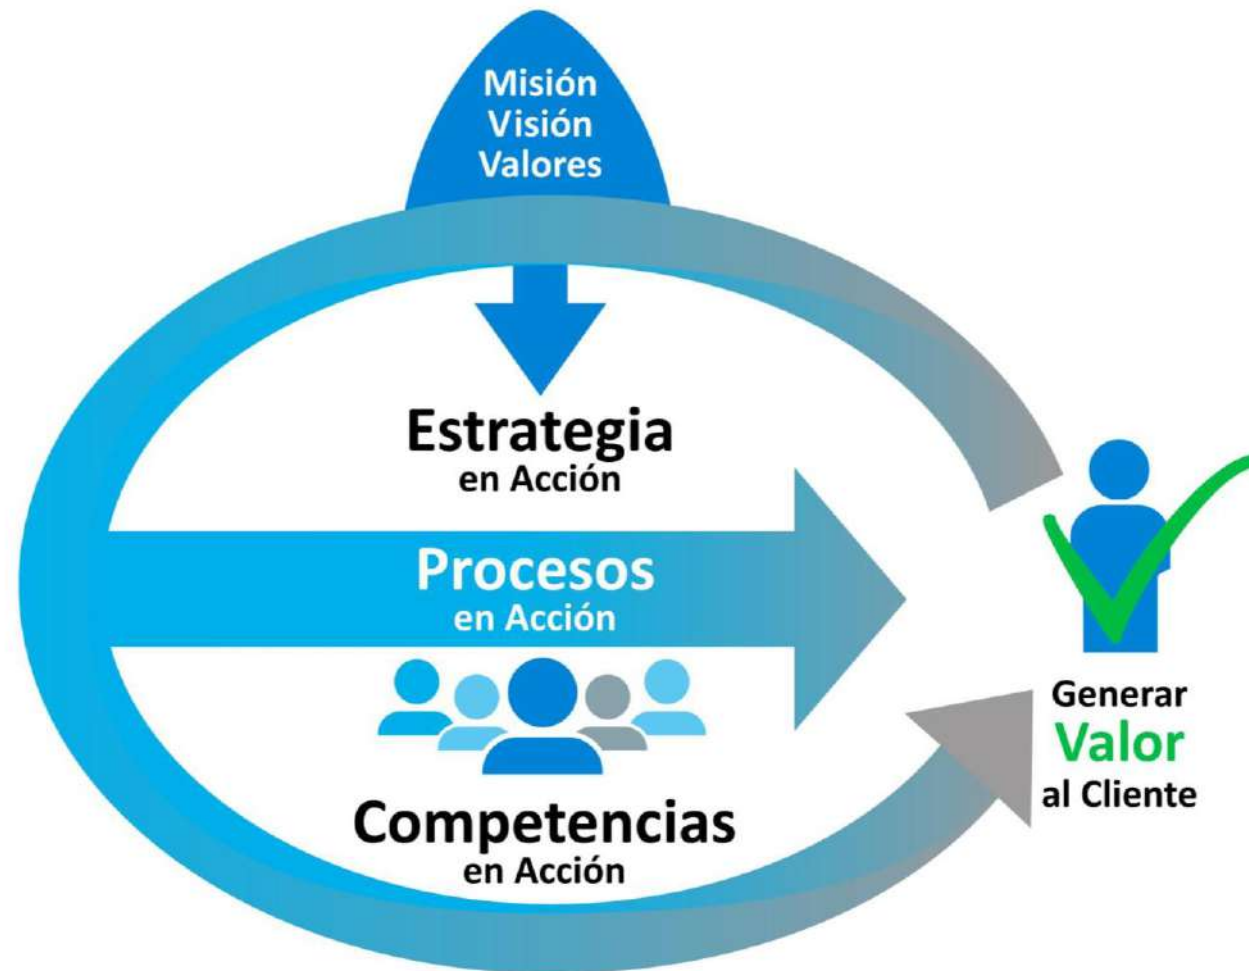 Misión
Visión
Valores
Estrategia
en Acción
Procesos
en Acción
Competencias
en Acción
Generar
Valor
al Cliente